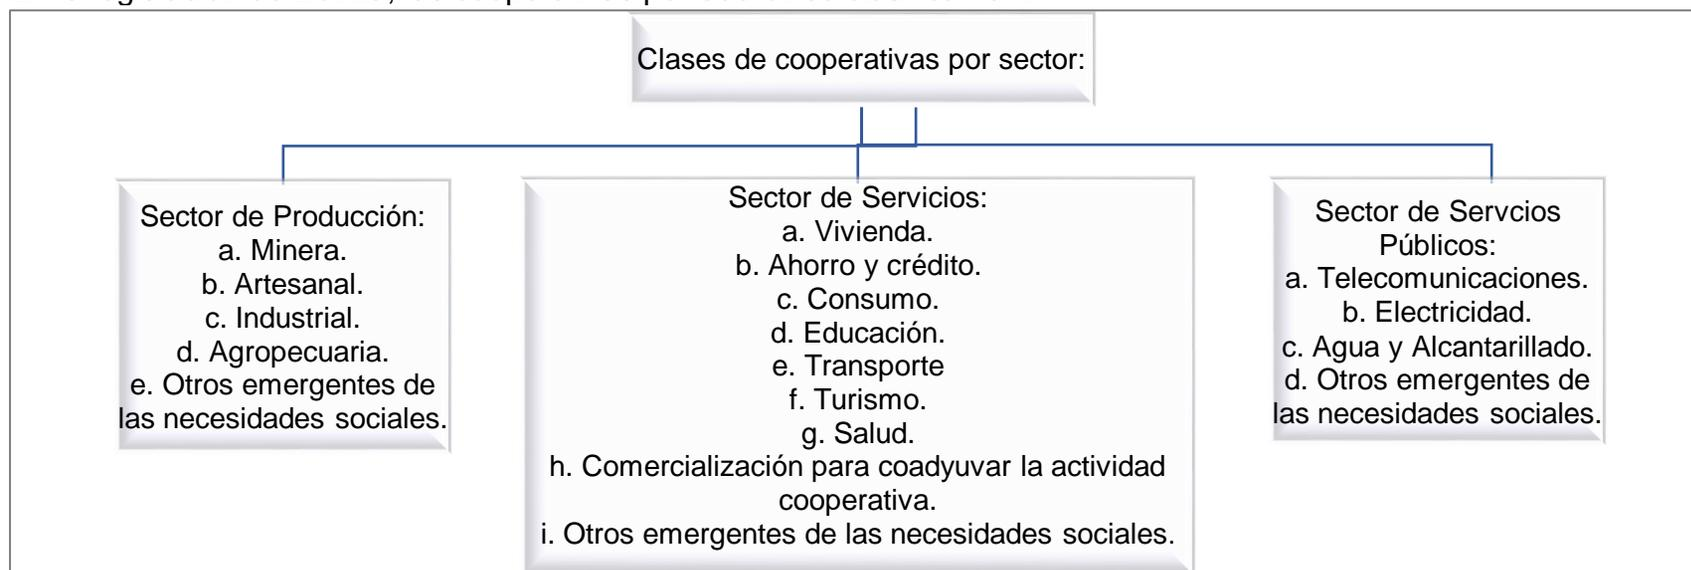 Clases de cooperativas por sector:
Sector de Producción:
a. Minera.
b. Artesanal.
c. Industrial.
d. Agropecuaria.
e. Otros emergentes de
las necesidades sociales.
Sector de Servicios:
a. Vivienda.
b. Ahorro y crédito.
c. Consumo.
d. Educación.
e. Transporte
f. Turismo.
g. Salud.
h. Comercialización para coadyuvar la actividad
cooperativa.
i. Otros emergentes de las necesidades sociales.
Sector de Servcios
Públicos:
a. Telecomunicaciones.
b. Electricidad.
c. Agua y Alcantarillado.
d. Otros emergentes de
las necesidades sociales.